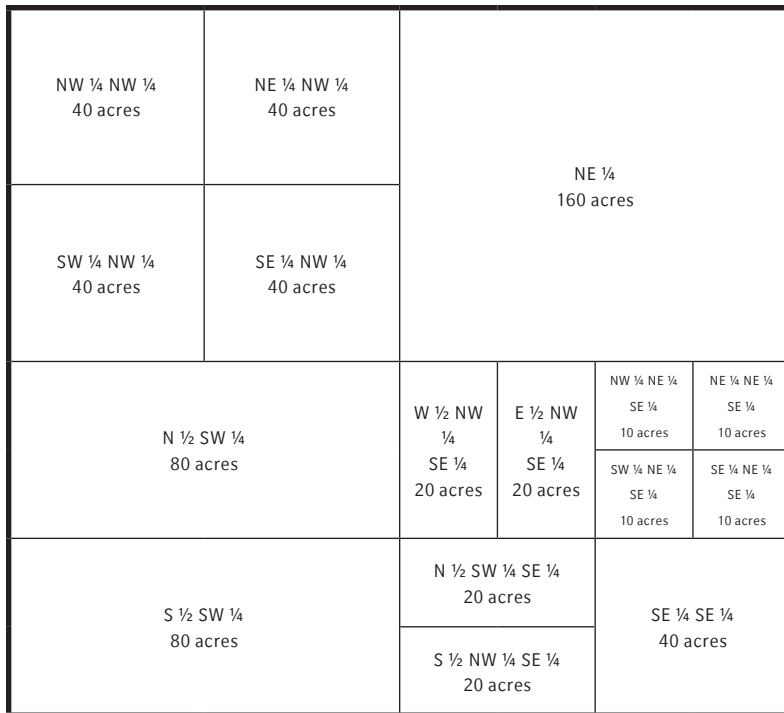 NW ¼ NW ¼
40 acres
NE ¼ NW ¼
40 acres
NE ¼
160 acres
SW ¼ NW ¼
40 acres
SE ¼ NW ¼
40 acres
N ½ SW ¼
80 acres
W ½ NW
¼
SE ¼
20 acres
E ½ NW
¼
SE ¼
20 acres
NW ¼ NE ¼
SE ¼
10 acres
NE ¼ NE ¼
SE ¼
10 acres
SW ¼ NE ¼
SE ¼
10 acres
SE ¼ NE ¼
SE ¼
10 acres
S ½ SW ¼
80 acres
N ½ SW ¼ SE ¼
20 acres
S ½ NW ¼ SE ¼
20 acres
SE ¼ SE ¼
40 acres